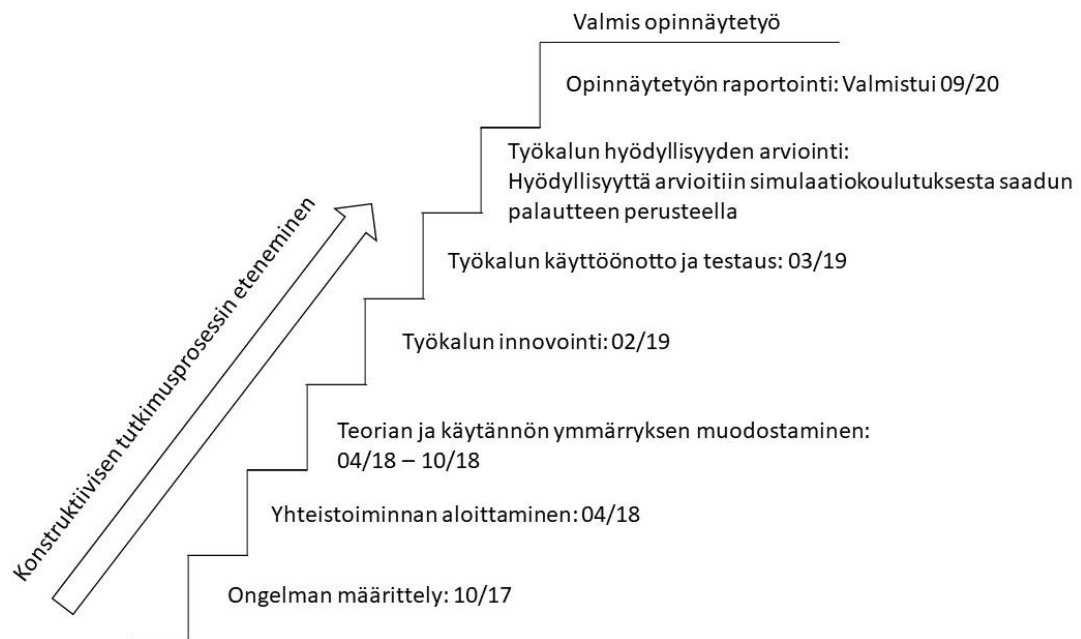 Valmis opinnäytetyö
Opinnäytetyön raportointi: Valmistui 09/20
Työkalun hyödyllisyyden arviointi:
Hyödyllisyyttä arvioitiin simulaatiokoulutuksesta saadun
palautteen perusteella
Työkalun käyttöönotto ja testaus: 03/19
Työkalun innovointi: 02/19
Teorian ja käytännön ymmärryksen muodostaminen:
04/18 – 10/18
Yhteistoiminnan aloittaminen: 04/18
Ongelman määrittely: 10/17
Konstruktiivisen tutkimusprosessin eteneminen